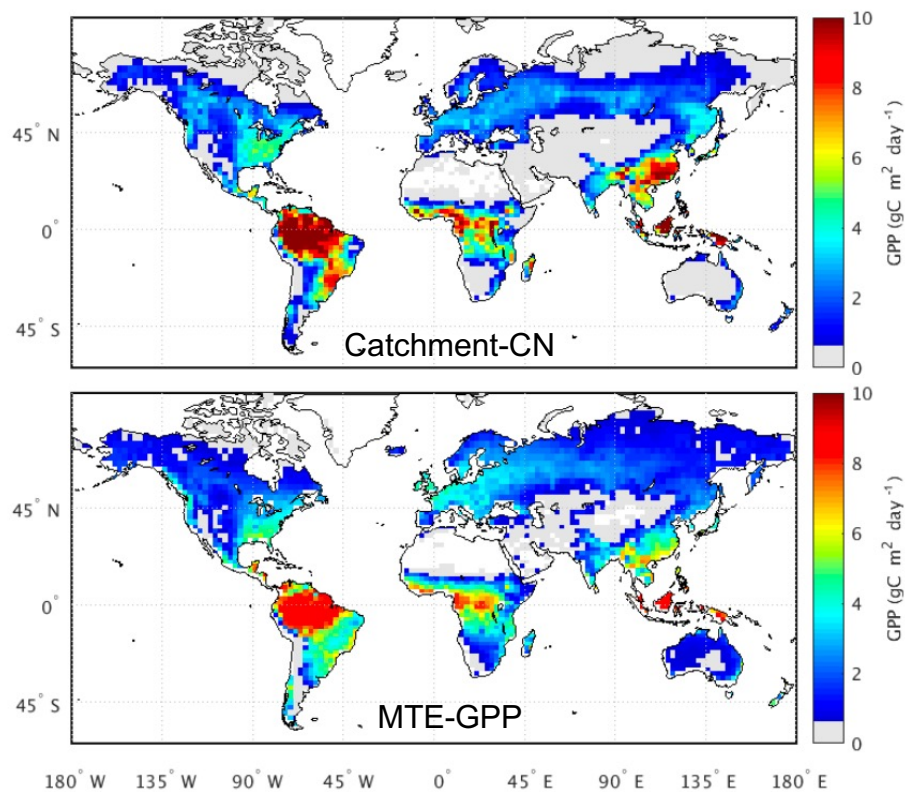 10
8
6
4
2
0
GPP (gC m² day⁻¹)
45° N
0°
45° S
Catchment-CN
10
8
6
4
2
0
GPP (gC m² day⁻¹)
45° N
0°
45° S
MTE-GPP
180° W 135° W 90° W 45° W 0° 45° E 90° E 135° E 180° E